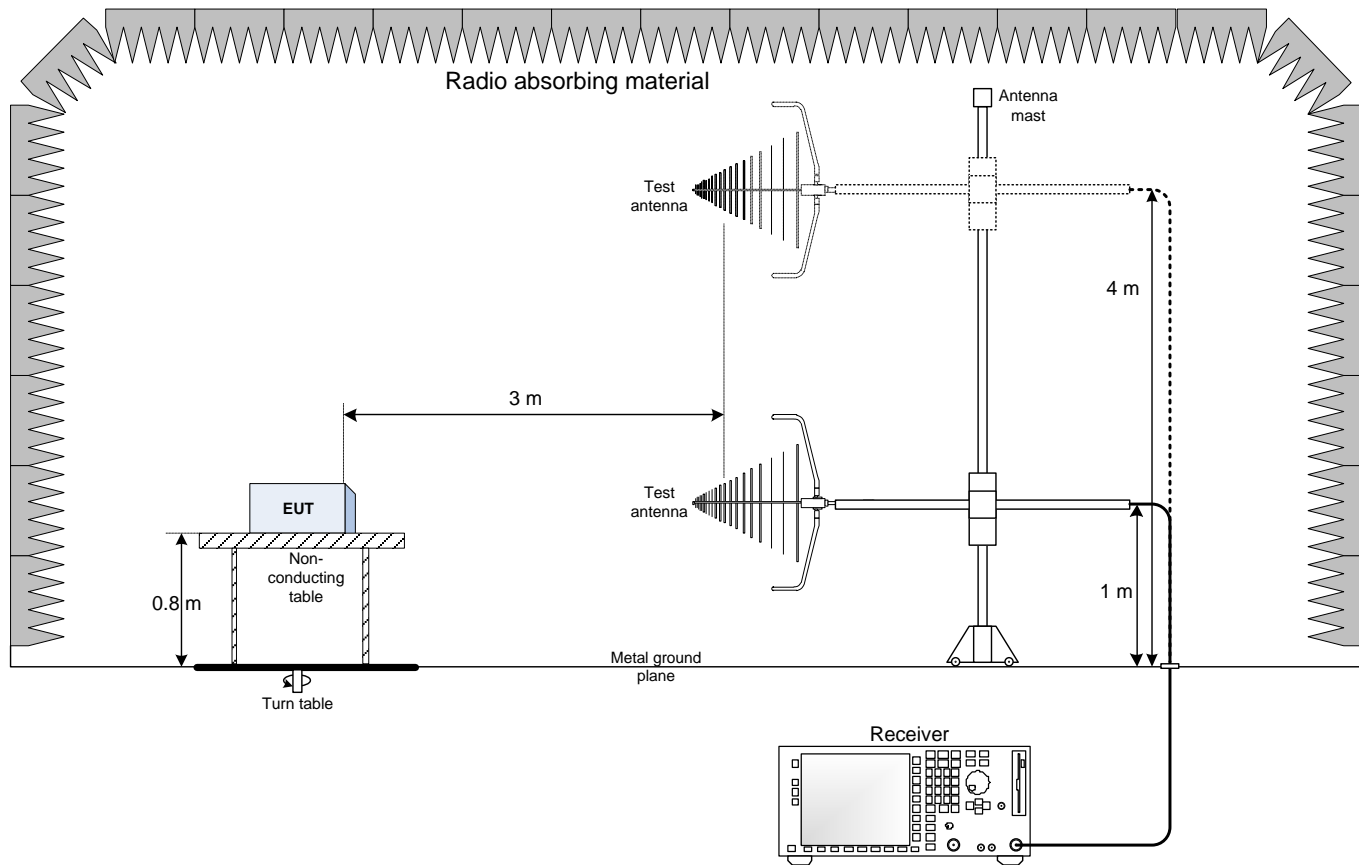 Radio absorbing material
Antenna
mast
Test
antenna
4 m
3 m
Test
antenna
EUT
Non-
conducting
table
0.8 m
1 m
Metal ground
plane
Turn table
Receiver